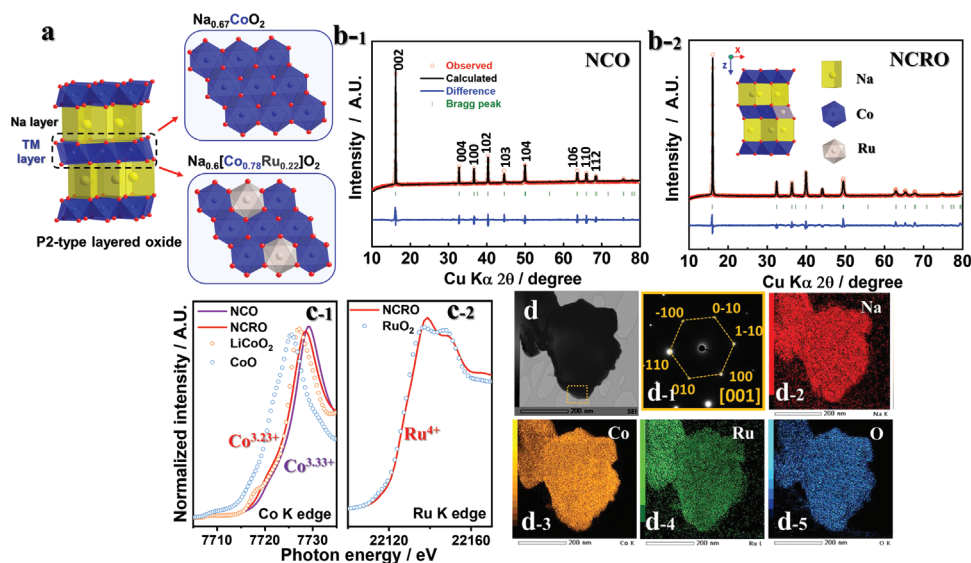 a
Na0.67CoO2
Na layer
TM
layer
Na0.6[Co0.78Ru0.22]O2
P2-type layered oxide
b-1
NCO
Observed
Calculated
Difference
Bragg peak
002
004
100
102
103
104
106
110
112
Intensity / A.U.
10 20 30 40 50 60 70 80
Cu Kα 2θ / degree
b-2
NCRO
X
Z
Na
Co
Ru
Intensity / A.U.
10 20 30 40 50 60 70 80
Cu Kα 2θ / degree
c-1
NCO
NCRO
LiCoO2
CoO
Co3.23+
Co3.33+
Co K edge
Normalized intensity / A.U.
7715 7735
c-2
NCRO
RuO2
Ru4+
Ru K edge
22120 22160
Photon energy / eV
d
200 nm
SEI
-100
0-10
1-10
-110
010
100
d-1
[001]
Na
d-2
200 nm
Na K
Co
d-3
200 nm
Co K
Ru
d-4
200 nm
Ru L
O
d-5
200 nm
O K